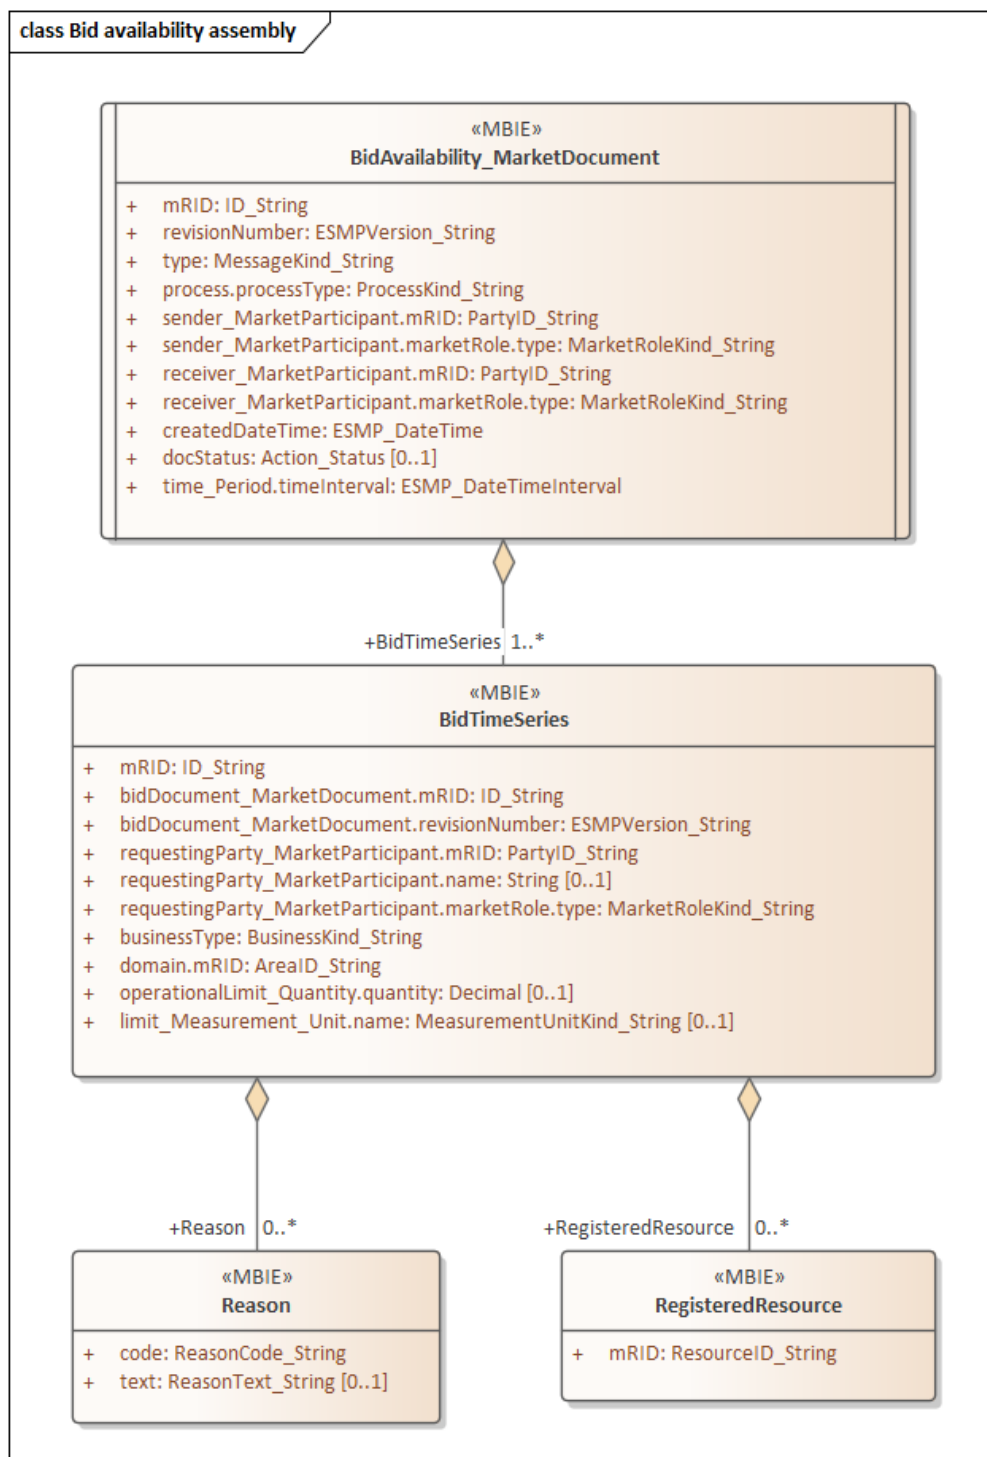 class Bid availability assembly
«MBIE»
BidAvailability_MarketDocument
+ mRID: ID_String
+ revisionNumber: ESMPVersion_String
+ type: MessageKind_String
+ process.processType: ProcessKind_String
+ sender_MarketParticipant.mRID: PartyID_String
+ sender_MarketParticipant.marketRole.type: MarketRoleKind_String
+ receiver_MarketParticipant.mRID: PartyID_String
+ receiver_MarketParticipant.marketRole.type: MarketRoleKind_String
+ createdDateTime: ESMP_DateTime
+ docStatus: Action_Status [0..1]
+ time_Period.timeInterval: ESMP_DateTimeInterval
+BidTimeSeries 1..*
«MBIE»
BidTimeSeries
+ mRID: ID_String
+ bidDocument_MarketDocument.mRID: ID_String
+ bidDocument_MarketDocument.revisionNumber: ESMPVersion_String
+ requestingParty_MarketParticipant.mRID: PartyID_String
+ requestingParty_MarketParticipant.name: String [0..1]
+ requestingParty_MarketParticipant.marketRole.type: MarketRoleKind_String
+ businessType: BusinessKind_String
+ domain.mRID: AreaID_String
+ operationalLimit_Quantity.quantity: Decimal [0..1]
+ limit_Measurement_Unit.name: MeasurementUnitKind_String [0..1]
+Reason 0..*
+RegisteredResource 0..*
«MBIE»
Reason
+ code: ReasonCode_String
+ text: ReasonText_String [0..1]
«MBIE»
RegisteredResource
+ mRID: ResourceID_String